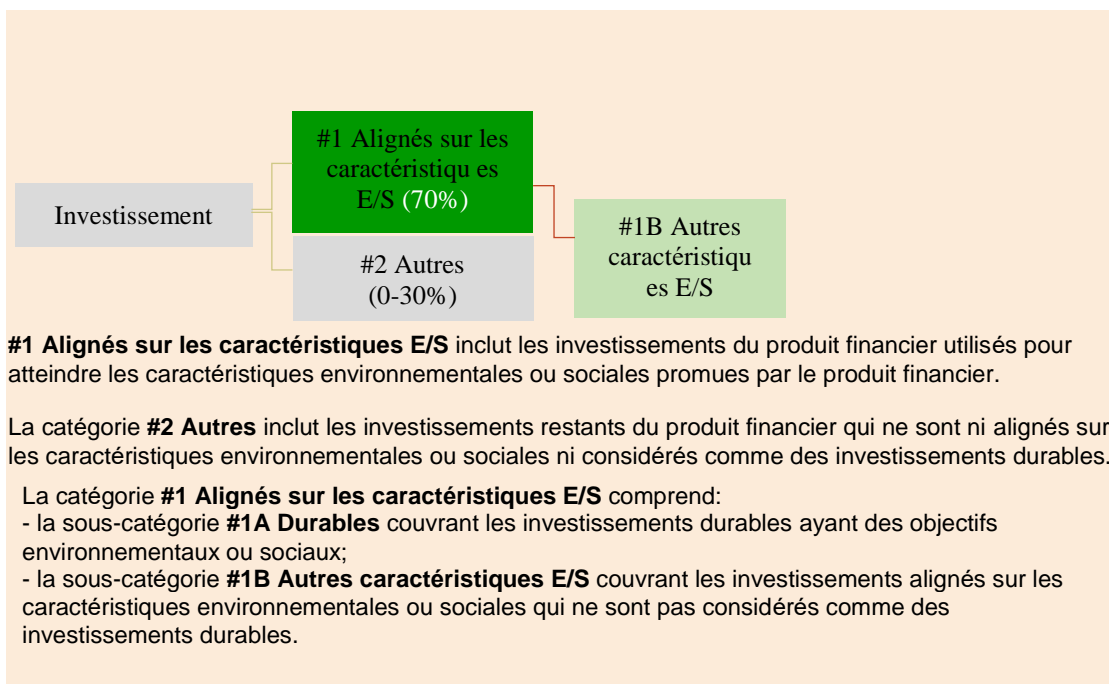 #1 Alignés sur les
caractéristiqu es
E/S (70%)
Investissement
#2 Autres
(0-30%)
#1B Autres
caractéristiqu
es E/S
#1 Alignés sur les caractéristiques E/S inclut les investissements du produit financier utilisés pour
atteindre les caractéristiques environnementales ou sociales promues par le produit financier.
La catégorie #2 Autres inclut les investissements restants du produit financier qui ne sont ni alignés sur
les caractéristiques environnementales ou sociales ni considérés comme des investissements durables.
La catégorie #1 Alignés sur les caractéristiques E/S comprend:
- la sous-catégorie #1A Durables couvrant les investissements durables ayant des objectifs
environnementaux ou sociaux;
- la sous-catégorie #1B Autres caractéristiques E/S couvrant les investissements alignés sur les
caractéristiques environnementales ou sociales qui ne sont pas considérés comme des
investissements durables.